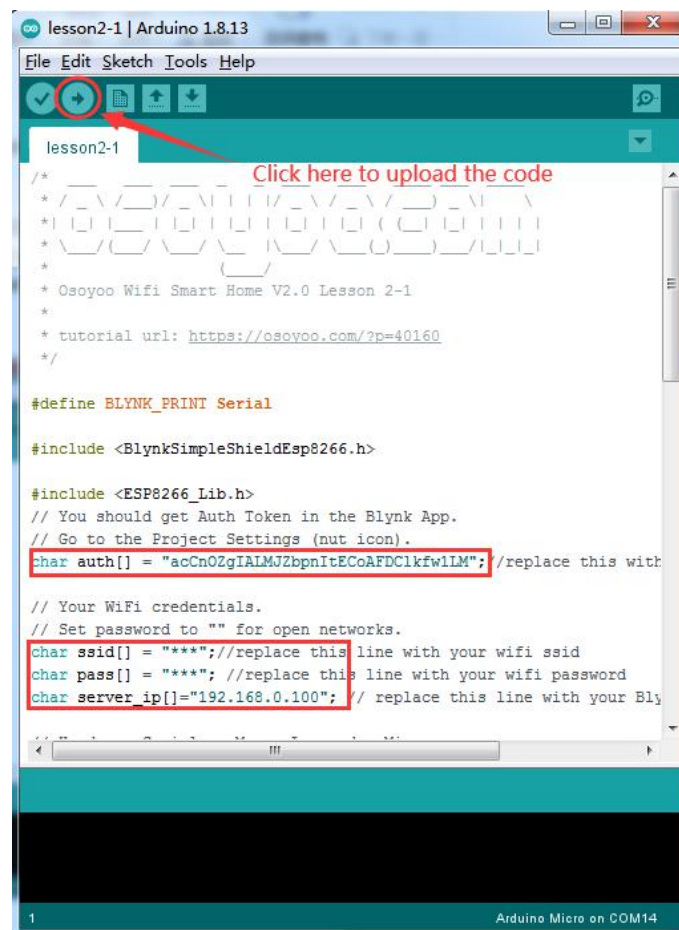 lesson2-1 | Arduino 1.8.13
File Edit Sketch Tools Help
lesson2-1
Click here to upload the code
/*
* Osoyoo Wifi Smart Home V2.0 Lesson 2-1
*
* tutorial url: https://osoyoo.com/?p=40160
*/
#define BLYNK_PRINT Serial
#include <BlynkSimpleShieldEsp8266.h>
#include <ESP8266_Lib.h>
// You should get Auth Token in the Blynk App.
// Go to the Project Settings (nut icon).
char auth[] = "acCnOZgIALMJZbpnItECoAFDClkfw1LM";//replace this with
// Your WiFi credentials.
// Set password to "" for open networks.
char ssid[] = "***";//replace this line with your wifi ssid
char pass[] = "***"; //replace this line with your wifi password
char server_ip[]="192.168.0.100"; // replace this line with your Bly
1
Arduino Micro on COM14